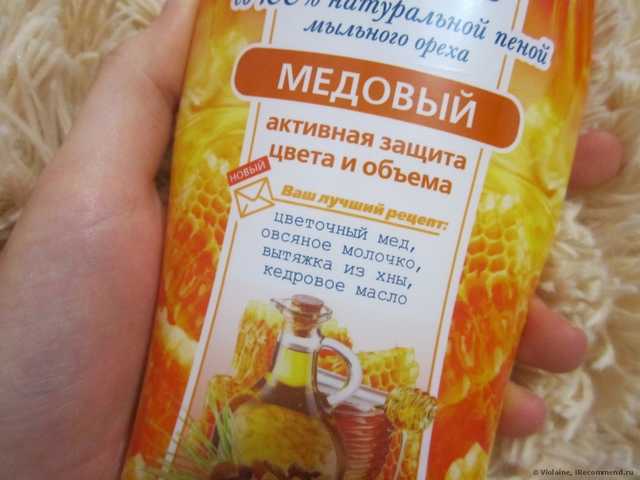 натуральной пеной
мыльного ореха
МЕДОВЫЙ
активная защита
цвета и объема
НОВЫЙ
Ваш лучший рецепт:
цветочный мед,
овсяное молочко,
вытяжка из хны,
кедровое масло
© Violaine, iRecommend.ru